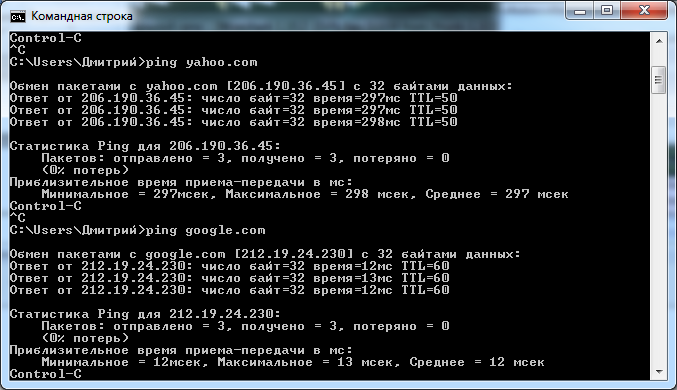 Командная строка
Control-C
^C
C:\Users\Дмитрий>ping yahoo.com
Обмен пакетами с yahoo.com [206.190.36.45] с 32 байтами данных:
Ответ от 206.190.36.45: число байт=32 время=297мс TTL=50
Ответ от 206.190.36.45: число байт=32 время=297мс TTL=50
Ответ от 206.190.36.45: число байт=32 время=298мс TTL=50
Статистика Ping для 206.190.36.45:
Пакетов: отправлено = 3, получено = 3, потеряно = 0
(0% потерь)
Приблизительное время приема-передачи в мс:
Минимальное = 297мсек, Максимальное = 298 мсек, Среднее = 297 мсек
Control-C
^C
C:\Users\Дмитрий>ping google.com
Обмен пакетами с google.com [212.19.24.230] с 32 байтами данных:
Ответ от 212.19.24.230: число байт=32 время=12мс TTL=60
Ответ от 212.19.24.230: число байт=32 время=13мс TTL=60
Ответ от 212.19.24.230: число байт=32 время=12мс TTL=60
Статистика Ping для 212.19.24.230:
Пакетов: отправлено = 3, получено = 3, потеряно = 0
(0% потерь)
Приблизительное время приема-передачи в мс:
Минимальное = 12мсек, Максимальное = 13 мсек, Среднее = 12 мсек
Control-C